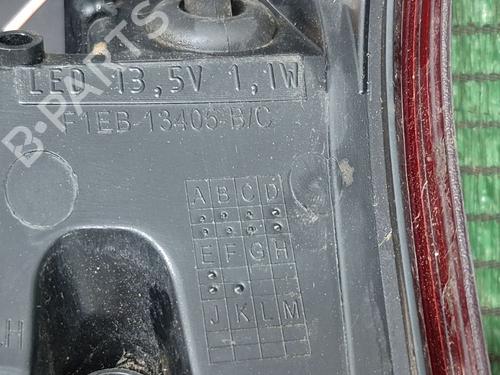 LED 13,5V 1,1W
F1EB-13405-B/C
A B C D
E F G H
J K L M
H
B-PARTS